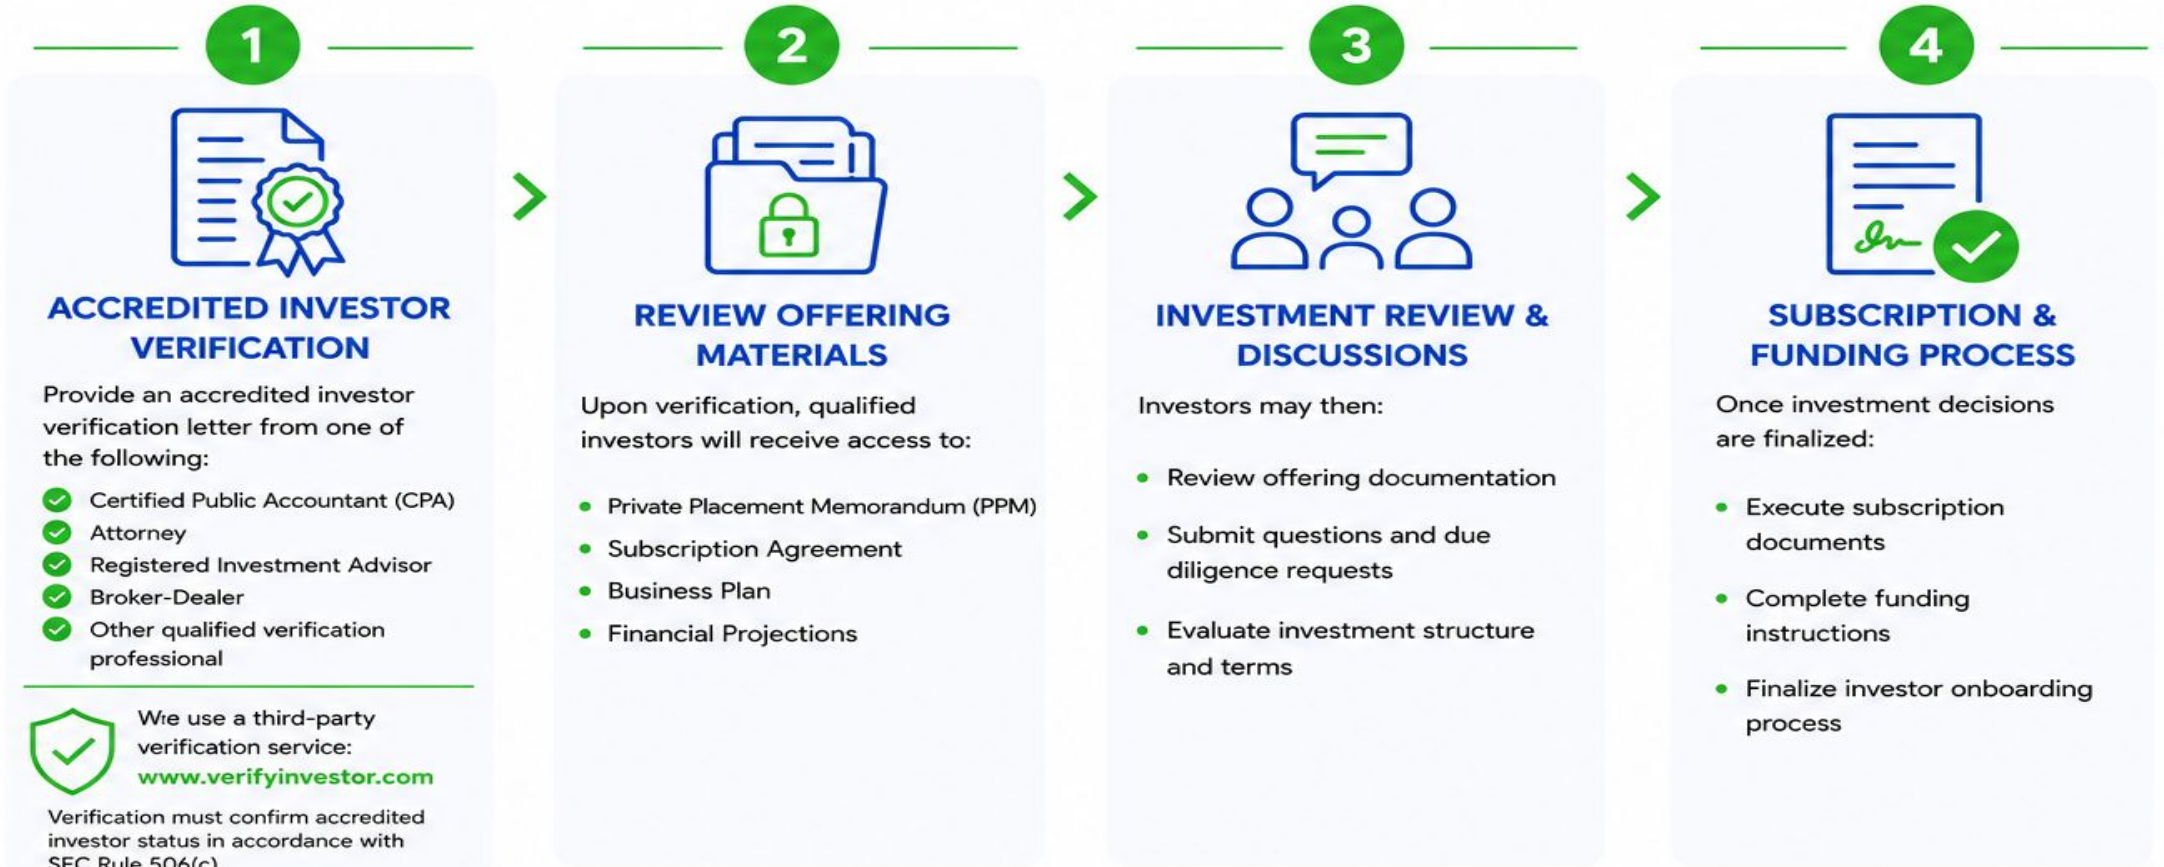 1
ACCREDITED INVESTOR
VERIFICATION
Provide an accredited investor
verification letter from one of
the following:
Certified Public Accountant (CPA)
Attorney
Registered Investment Advisor
Broker-Dealer
Other qualified verification
professional
We use a third-party
verification service:
www.verifyinvestor.com
Verification must confirm accredited
investor status in accordance with
SEC Rule 506(c)
2
REVIEW OFFERING
MATERIALS
Upon verification, qualified
investors will receive access to:
• Private Placement Memorandum (PPM)
• Subscription Agreement
• Business Plan
• Financial Projections
3
INVESTMENT REVIEW &
DISCUSSIONS
Investors may then:
• Review offering documentation
• Submit questions and due
diligence requests
• Evaluate investment structure
and terms
4
SUBSCRIPTION &
FUNDING PROCESS
Once investment decisions
are finalized:
• Execute subscription
documents
• Complete funding
instructions
• Finalize investor onboarding
process